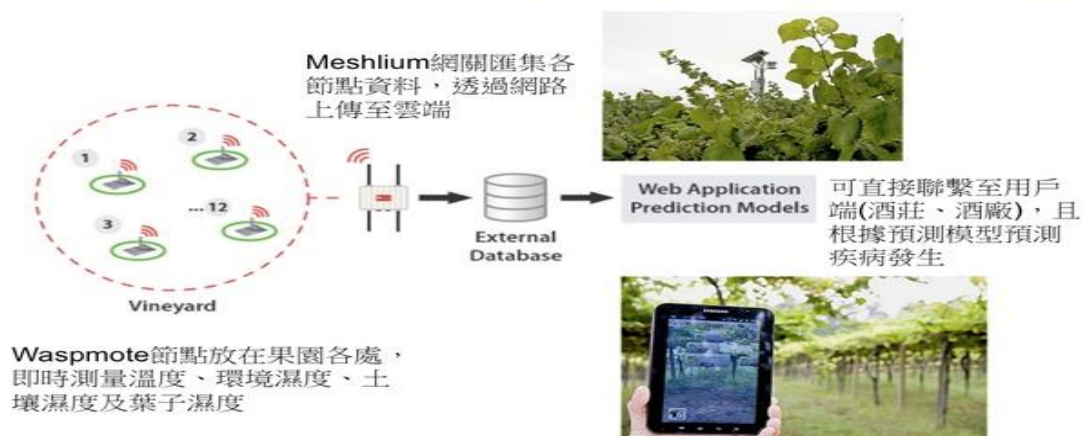 Meshlium網關匯集各
節點資料，透過網路
上傳至雲端
1
2
3
...12
Vineyard
External
Database
Web Application
Prediction Models
可直接聯繫至用戶
端(酒莊、酒廠)，且
根據預測模型預測
疾病發生
Waspmote節點放在果園各處，
即時測量溫度、環境濕度、土
壤濕度及葉子濕度
SAMSUNG